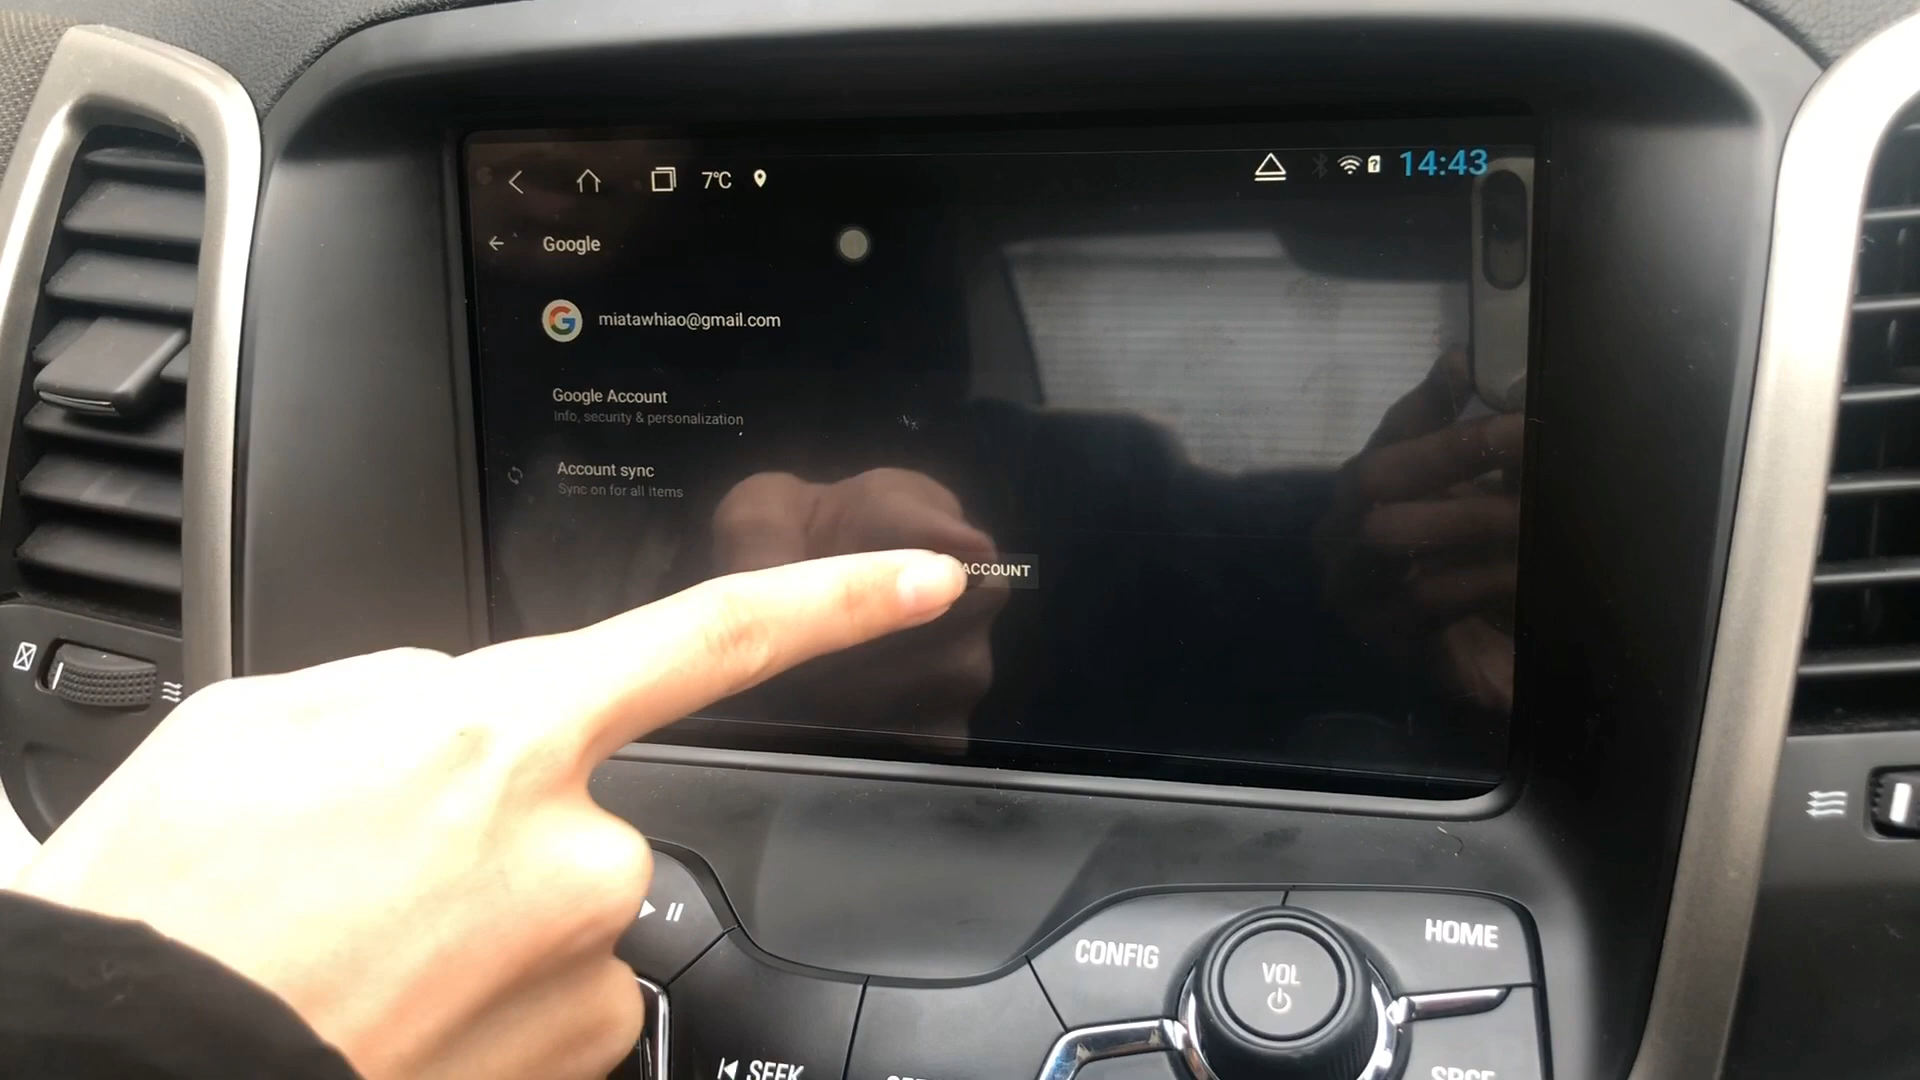 7°C
14:43
Google
miatawhiao@gmail.com
Google Account
Info, security & personalization
Account sync
Sync on for all items
ACCOUNT
CONFIG
VOL
HOME
SEEK